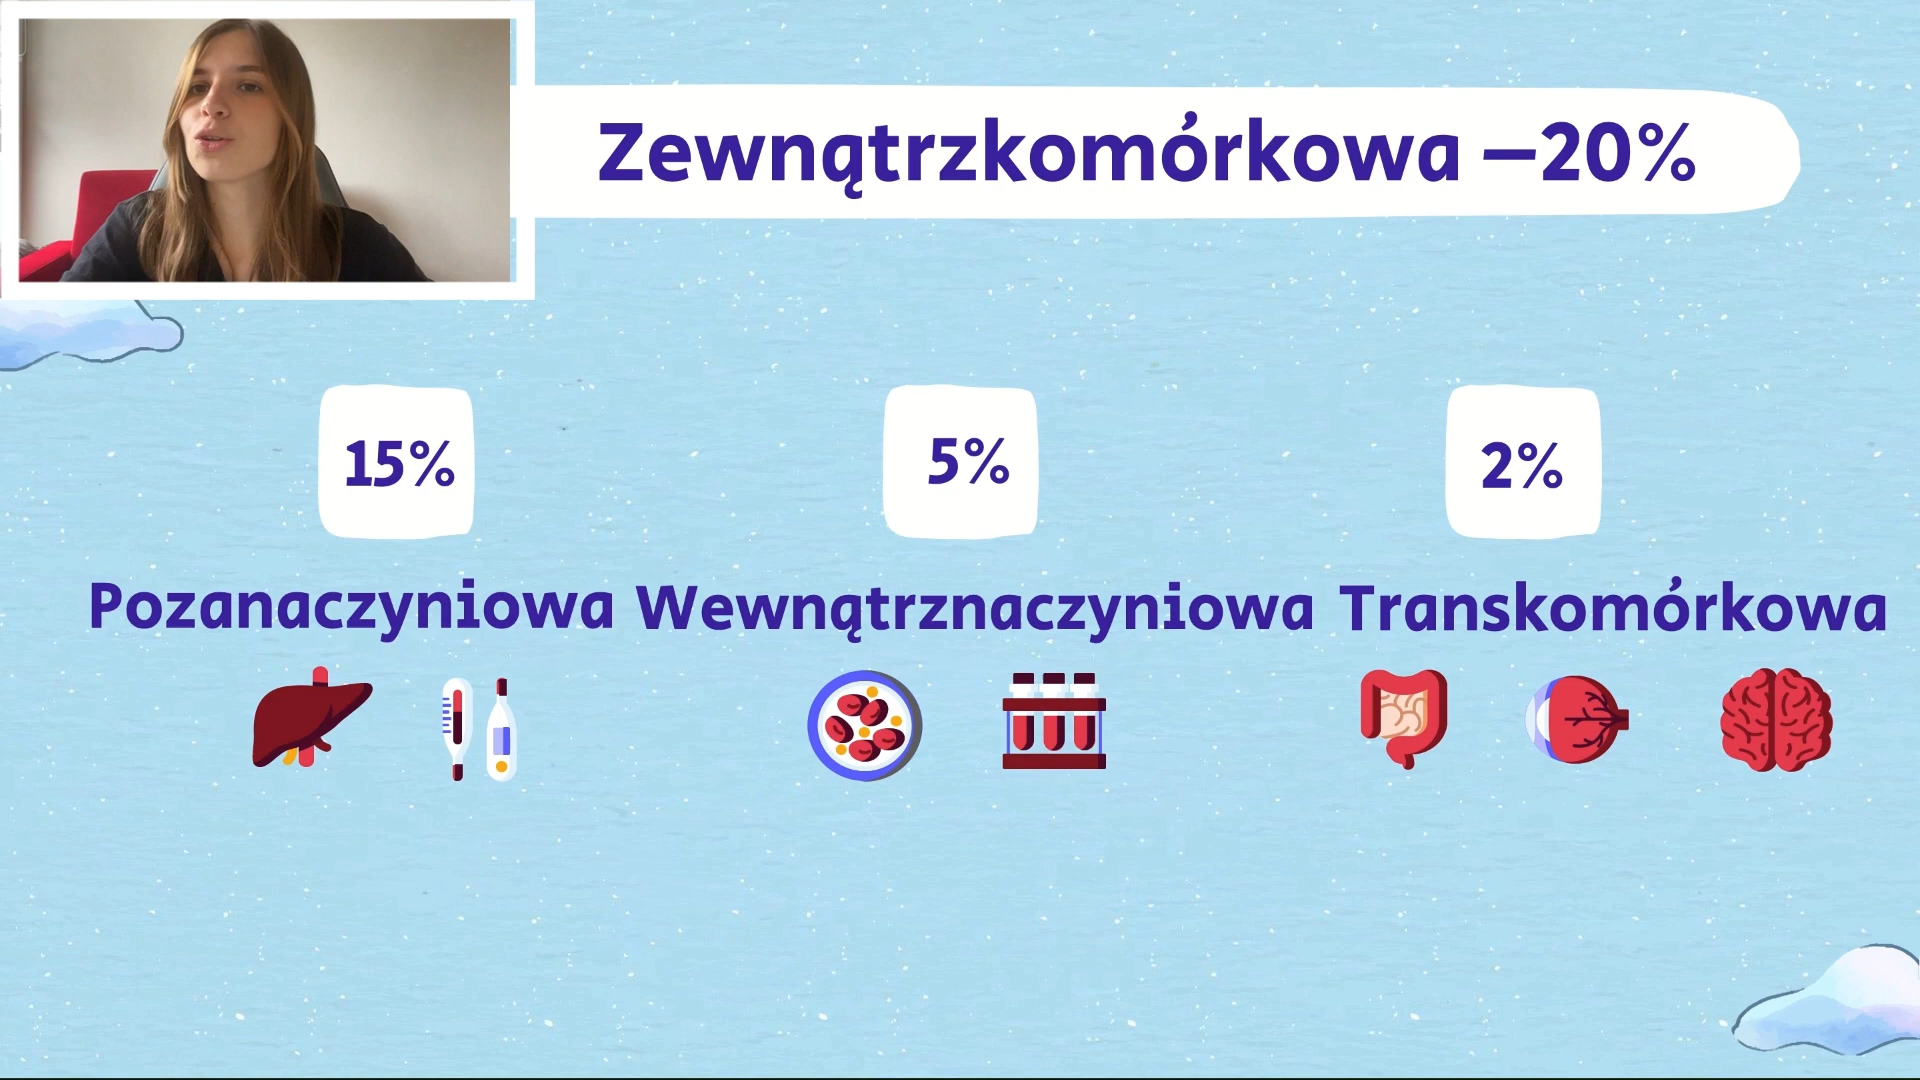 Zewnątrzkomórkowa —20%
15%
5%
2%
Pozanaczyniowa
Wewnątrznaczyniowa
Transkomórkowa